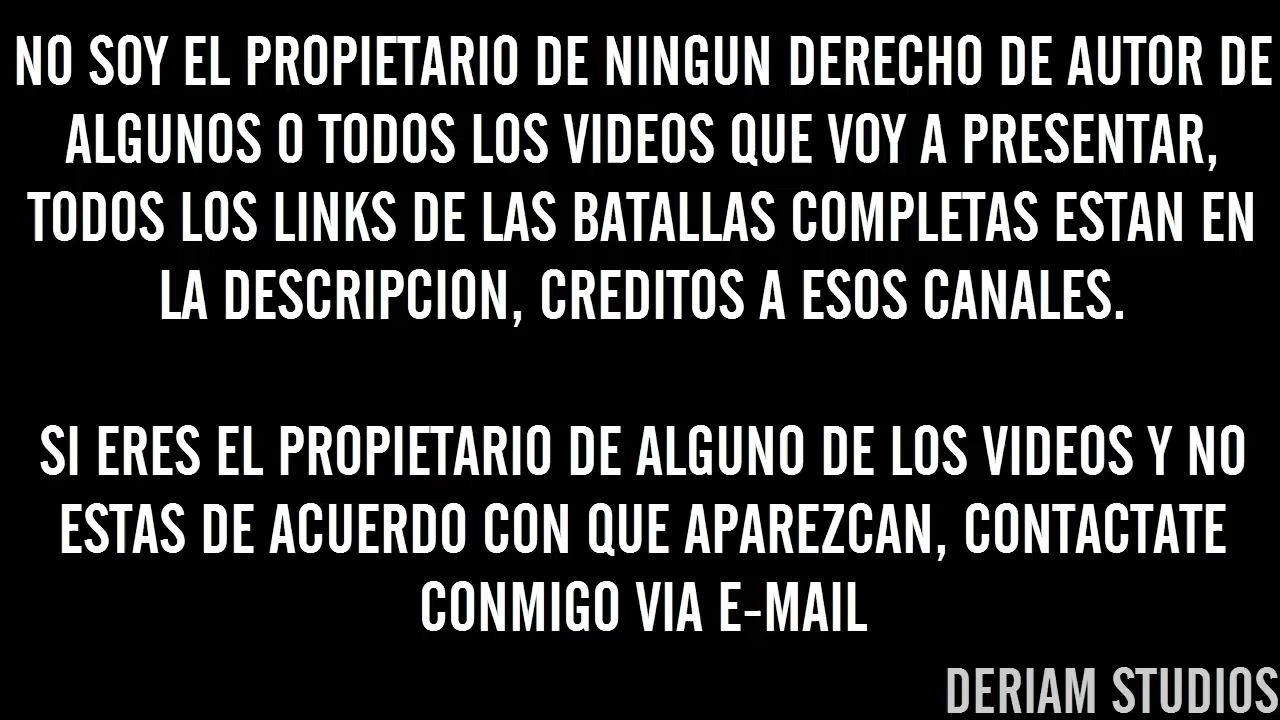 NO SOY EL PROPIETARIO DE NINGUN DERECHO DE AUTOR DE
ALGUNOS O TODOS LOS VIDEOS QUE VOY A PRESENTAR,
TODOS LOS LINKS DE LAS BATALLAS COMPLETAS ESTAN EN
LA DESCRIPCION, CREDITOS A ESOS CANALES.
SI ERES EL PROPIETARIO DE ALGUNO DE LOS VIDEOS Y NO
ESTAS DE ACUERDO CON QUE APAREZCAN, CONTACTATE
CONMIGO VIA E-MAIL
DERIAM STUDIOS